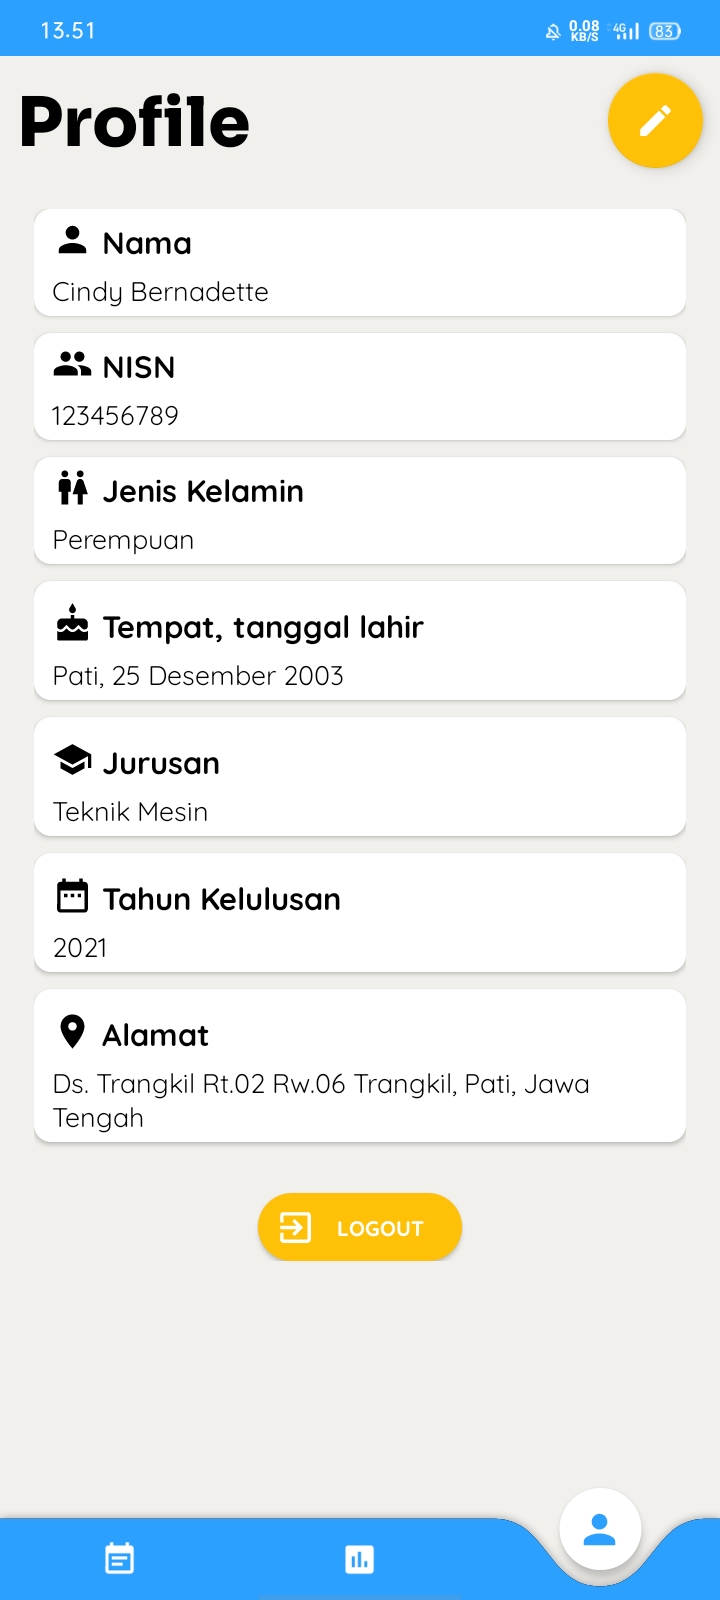 13.51
0.08
KB/S
4G
83
Profile
Nama
Cindy Bernadette
NISN
123456789
Jenis Kelamin
Perempuan
Tempat, tanggal lahir
Pati, 25 Desember 2003
Jurusan
Teknik Mesin
Tahun Kelulusan
2021
Alamat
Ds. Trangkil Rt.02 Rw.06 Trangkil, Pati, Jawa
Tengah
LOGOUT